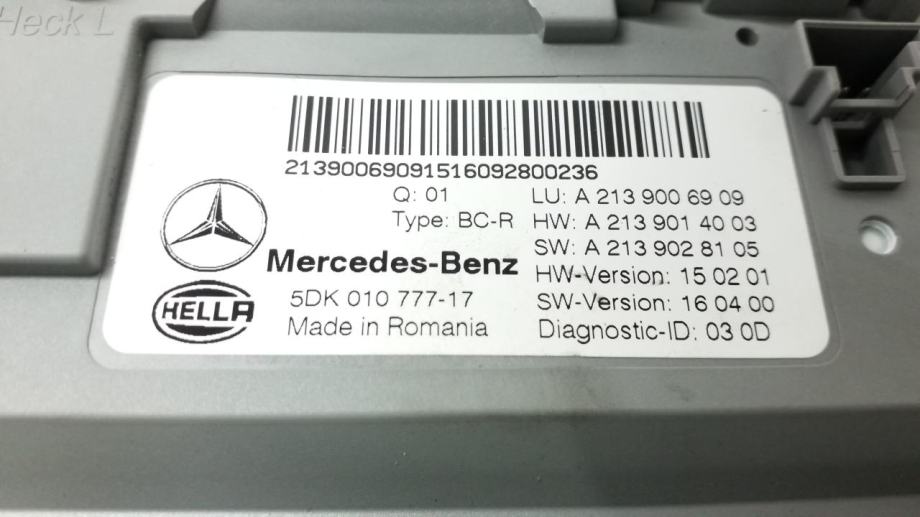 Heck L
21390069091516092800236
Q: 01
Type: BC-R
LU: A 213 900 69 09
HW: A 213 901 40 03
SW: A 213 902 81 05
Mercedes-Benz
HW-Version: 15 02 01
HELLA
5DK 010 777-17
SW-Version: 16 04 00
Made in Romania
Diagnostic-ID: 03 0D